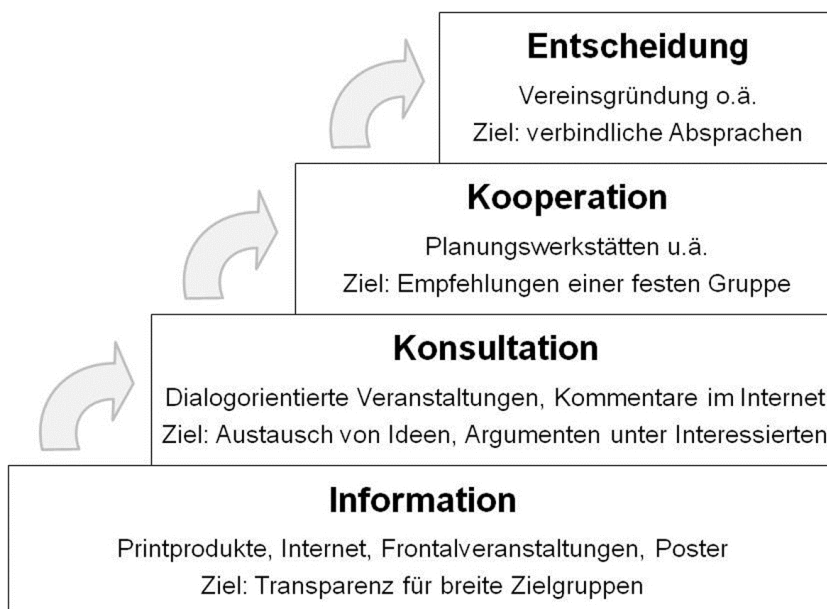 Entscheidung
Vereinsgründung o.ä.
Ziel: verbindliche Absprachen
Kooperation
Planungswerkstätten u.ä.
Ziel: Empfehlungen einer festen Gruppe
Konsultation
Dialogorientierte Veranstaltungen, Kommentare im Internet
Ziel: Austausch von Ideen, Argumenten unter Interessierten
Information
Printprodukte, Internet, Frontalveranstaltungen, Poster
Ziel: Transparenz für breite Zielgruppen